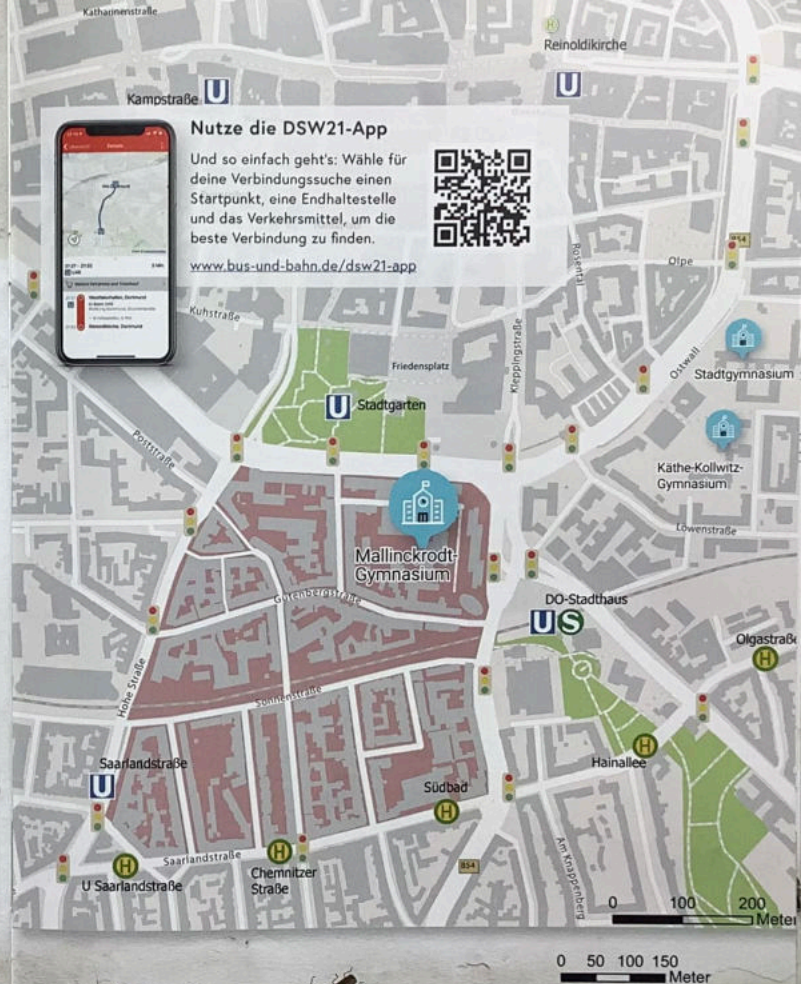 Katharinenstraße
H
Reinoldikirche
Kampstraße U
U
Nutze die DSW21-App
Und so einfach geht's: Wähle für
deine Verbindungssuche einen
Startpunkt, eine Endhaltestelle
und das Verkehrsmittel, um die
beste Verbindung zu finden.
www.bus-und-bahn.de/dsw21-app
Rosental
B54
Olpe
Kuhstraße
Kleppingstraße
Friedensplatz
Ostwall
Stadtgymnasium
U Stadtgarten
Poststraße
Käthe-Kollwitz-
Gymnasium
Löwenstraße
Mallinckrodt-
Gymnasium
Gutenbergstraße
DO-Stadthaus
U S
Olgastraße
H
Hohe Straße
Sonnenstraße
H
Hainallee
Saarlandstraße
U
Südbad
H
Saarlandstraße
H
U Saarlandstraße
H
Chemnitzer
Straße
B54
Am Knappenberg
0 100 200
Meter
0 50 100 150
Meter